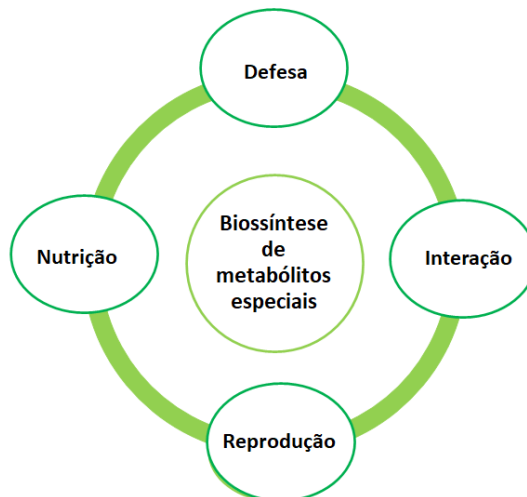 Defesa
Nutrição
Biossíntese
de
metabólitos
especiais
Interação
Reprodução